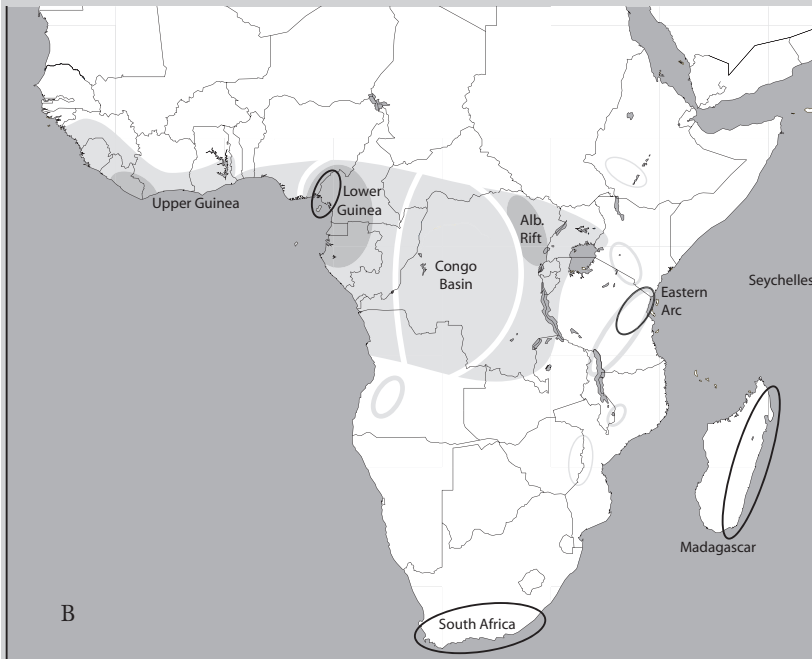 Upper Guinea
Lower
Guinea
Alb.
Rift
Congo
Basin
Seychelles
Eastern
Arc
Madagascar
B
South Africa